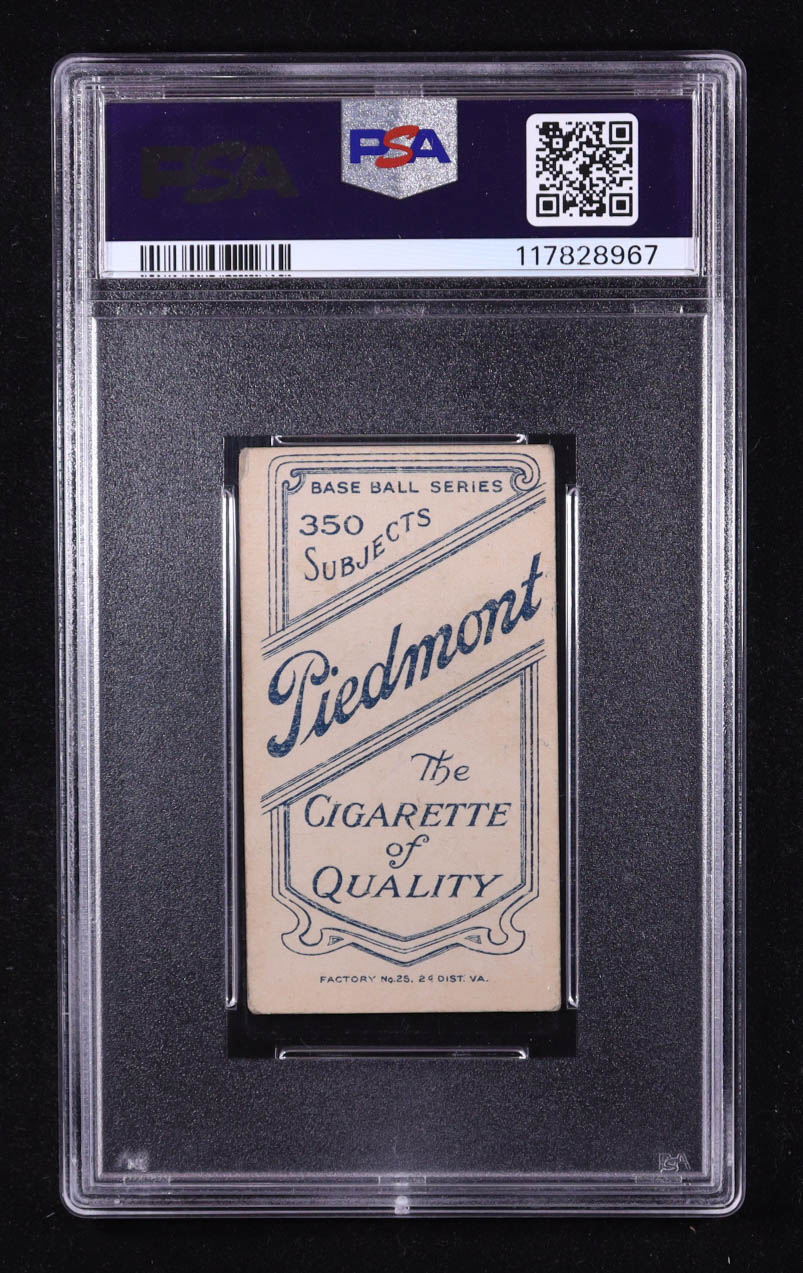 PSA
PSA
117828967
BASE BALL SERIES
350
SUBJECTS
Piedmont
The
CIGARETTE
of
QUALITY
FACTORY No. 25, 2d DIST. VA.
PSA